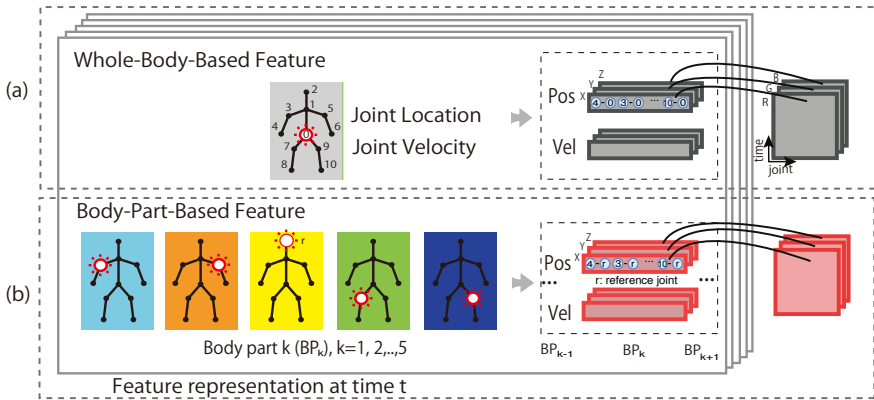 (a)
Whole-Body-Based Feature
2
1
3
5
4
6
0
7
9
8
10
Joint Location
Joint Velocity
Z
Y
X
Pos
4-0 3-0 ... 10-0
Vel
B
G
R
time
joint
(b)
Body-Part-Based Feature
r
Z
Y
X
Pos
4-r 3-r ... 10-r
... r: reference joint ...
Vel
Body part k (BPk), k=1, 2,..,5
BPk-1 BPk BPk+1
Feature representation at time t